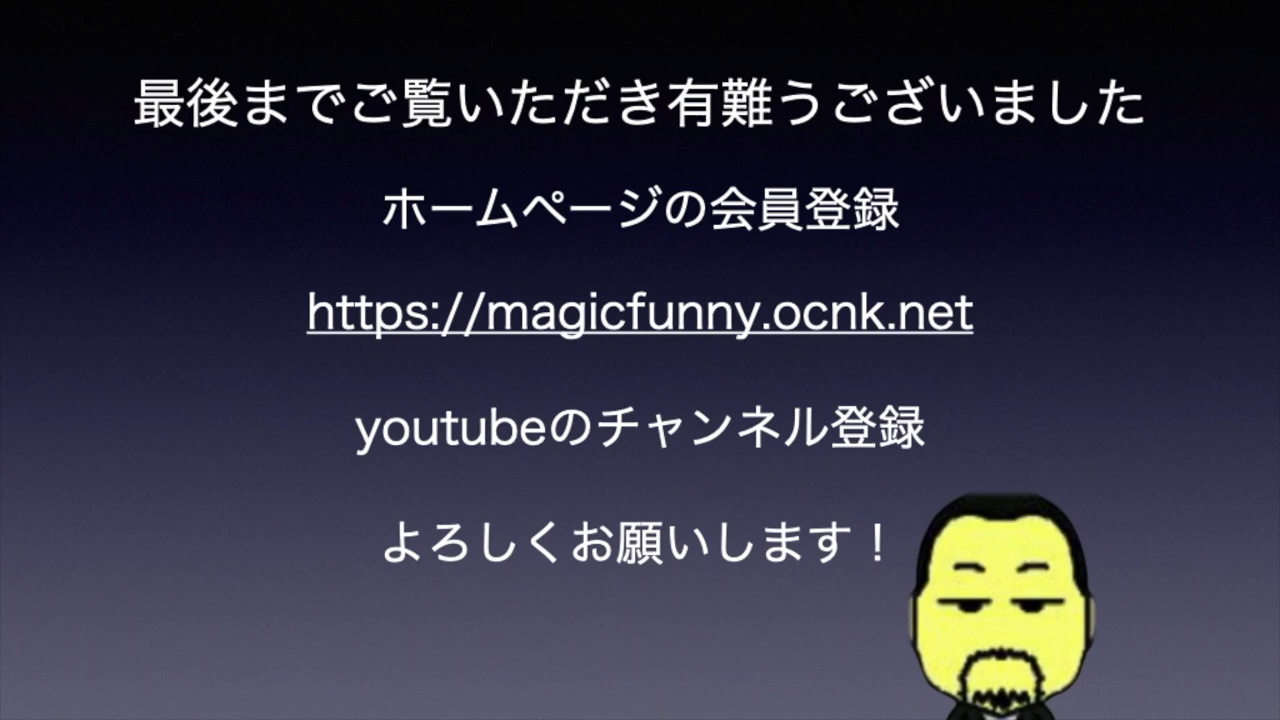 最後までご覧いただき有難うございました
ホームページの会員登録
https://magicfunny.ocnk.net
youtubeのチャンネル登録
よろしくお願いします！